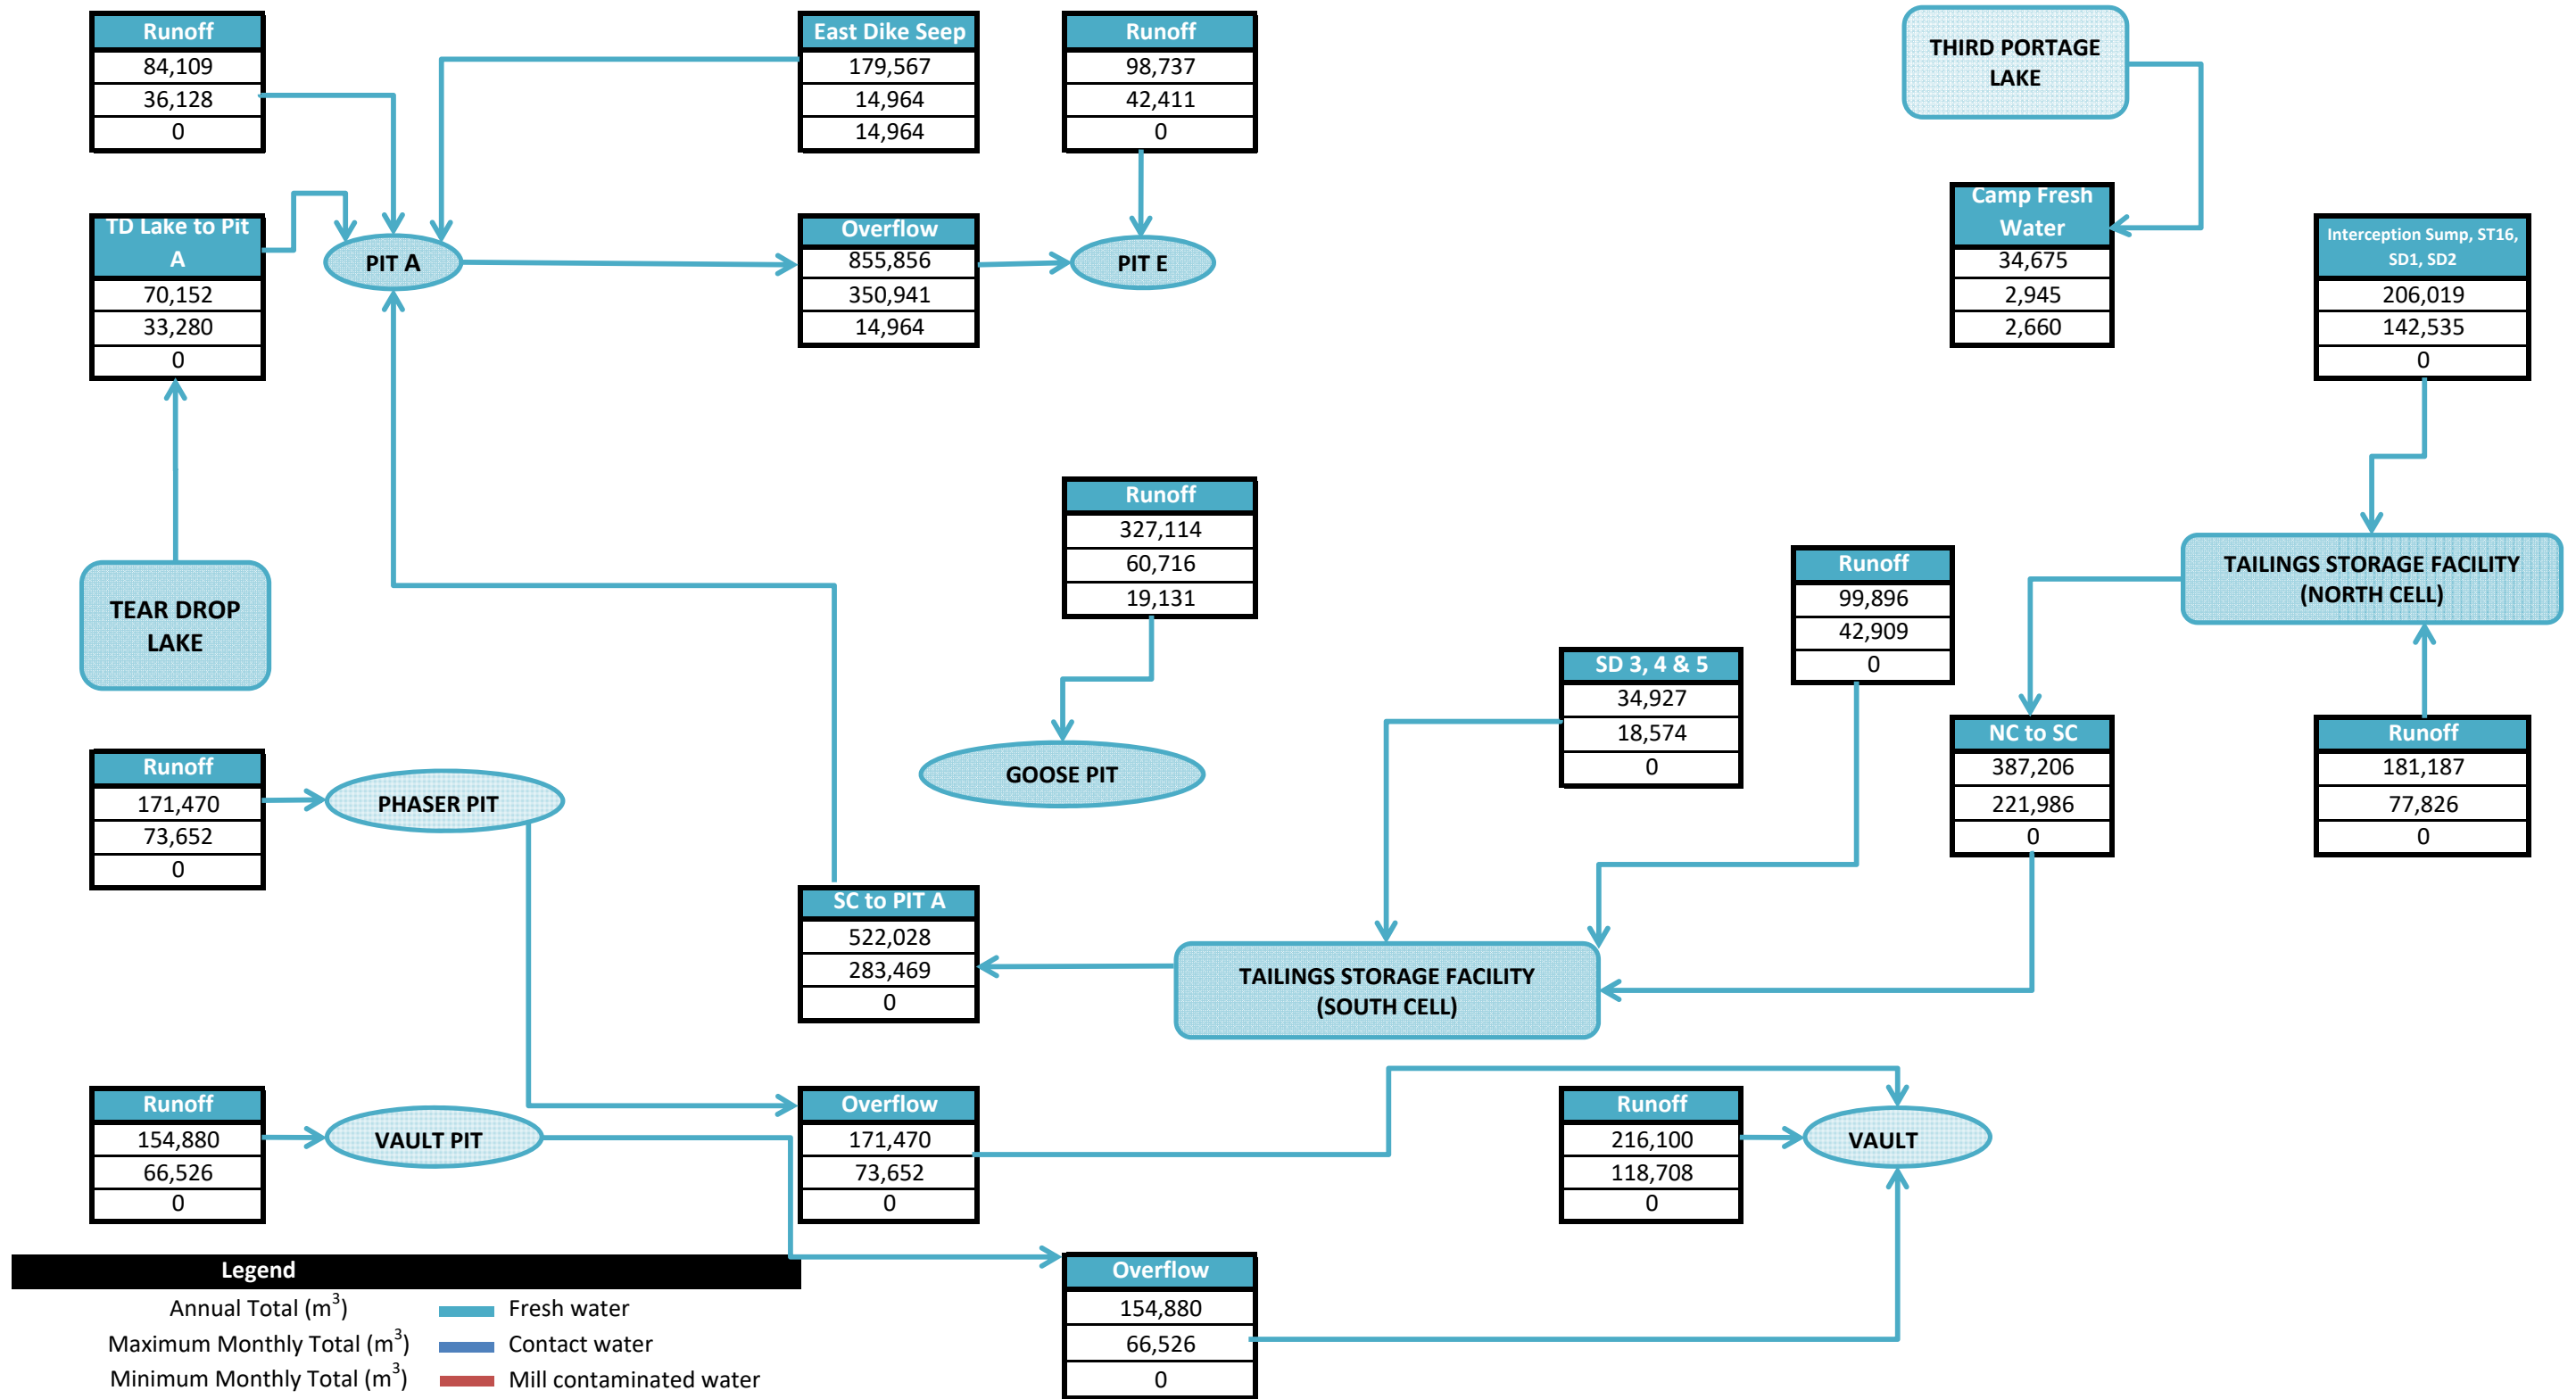 Runoff
84,109
36,128
0
East Dike Seep
179,567
14,964
14,964
Runoff
98,737
42,411
0
THIRD PORTAGE
LAKE
TD Lake to Pit
A
70,152
33,280
0
PIT A
Overflow
855,856
350,941
14,964
PIT E
Camp Fresh
Water
34,675
2,945
2,660
Interception Sump, ST16,
SD1, SD2
206,019
142,535
0
TEAR DROP
LAKE
Runoff
327,114
60,716
19,131
GOOSE PIT
SD 3, 4 & 5
34,927
18,574
0
Runoff
99,896
42,909
0
TAILINGS STORAGE FACILITY
(NORTH CELL)
NC to SC
387,206
221,986
0
Runoff
181,187
77,826
0
Runoff
171,470
73,652
0
PHASER PIT
SC to PIT A
522,028
283,469
0
TAILINGS STORAGE FACILITY
(SOUTH CELL)
Runoff
154,880
66,526
0
VAULT PIT
Overflow
171,470
73,652
0
Runoff
216,100
118,708
0
VAULT
Overflow
154,880
66,526
0
Legend
Annual Total (m³)
Fresh water
Maximum Monthly Total (m³)
Contact water
Minimum Monthly Total (m³)
Mill contaminated water